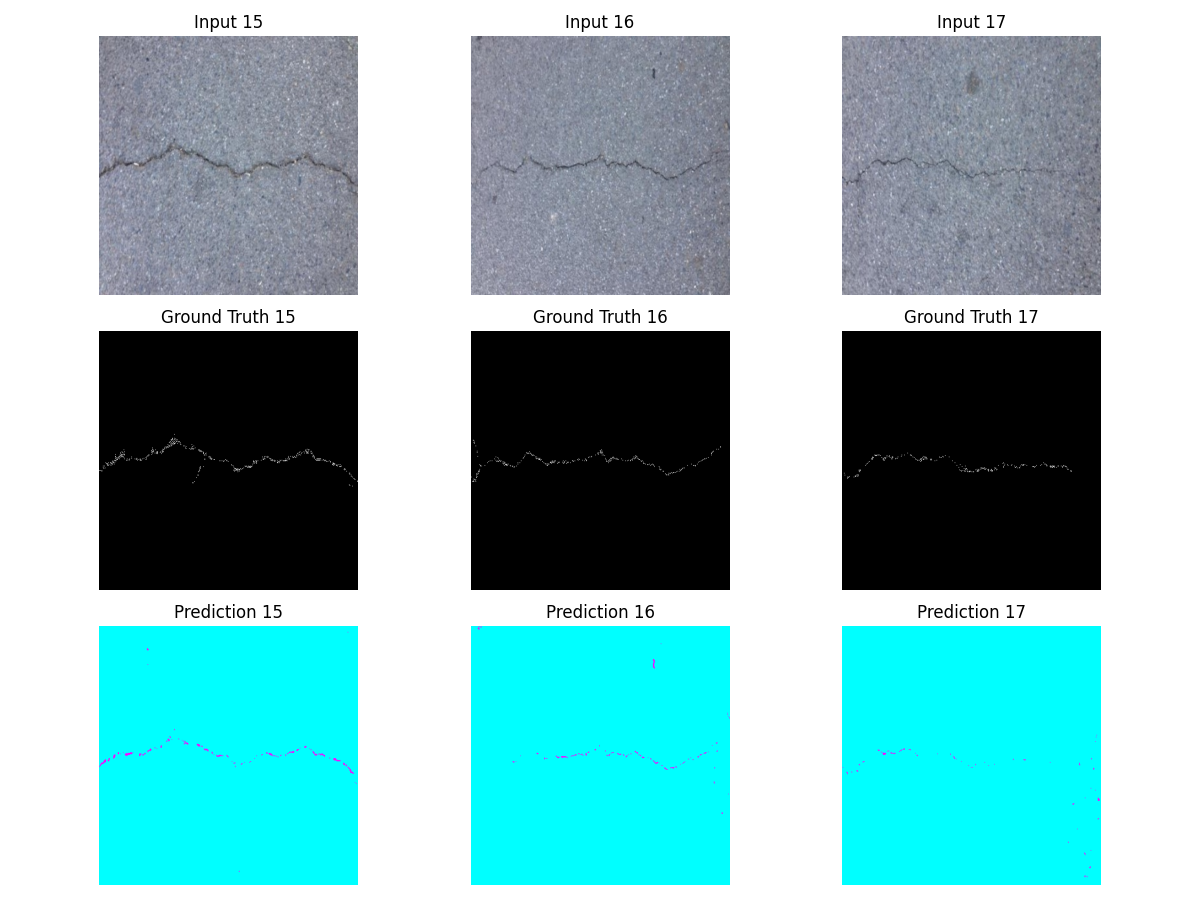 Input 15
Input 16
Input 17
Ground Truth 15
Ground Truth 16
Ground Truth 17
Prediction 15
Prediction 16
Prediction 17